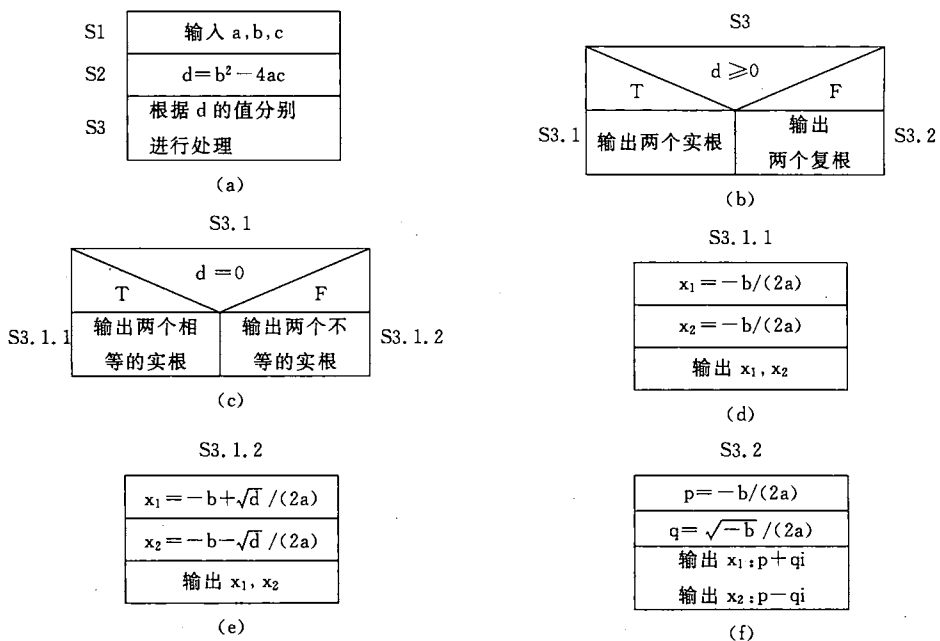 S1
输入 a,b,c
S2
d=b²-4ac
S3
根据 d 的值分别
进行处理
(a)
S3
d≥0
T
F
S3.1
输出两个实根
输出
两个复根
S3.2
(b)
S3.1
d=0
T
F
S3.1.1
输出两个相
等的实根
输出两个不
等的实根
S3.1.2
(c)
S3.1.1
x₁=-b/(2a)
x₂=-b/(2a)
输出 x₁,x₂
(d)
S3.1.2
x₁=-b+√d/(2a)
x₂=-b-√d/(2a)
输出 x₁,x₂
(e)
S3.2
p=-b/(2a)
q=√-b/(2a)
输出 x₁:p+qi
输出 x₂:p-qi
(f)